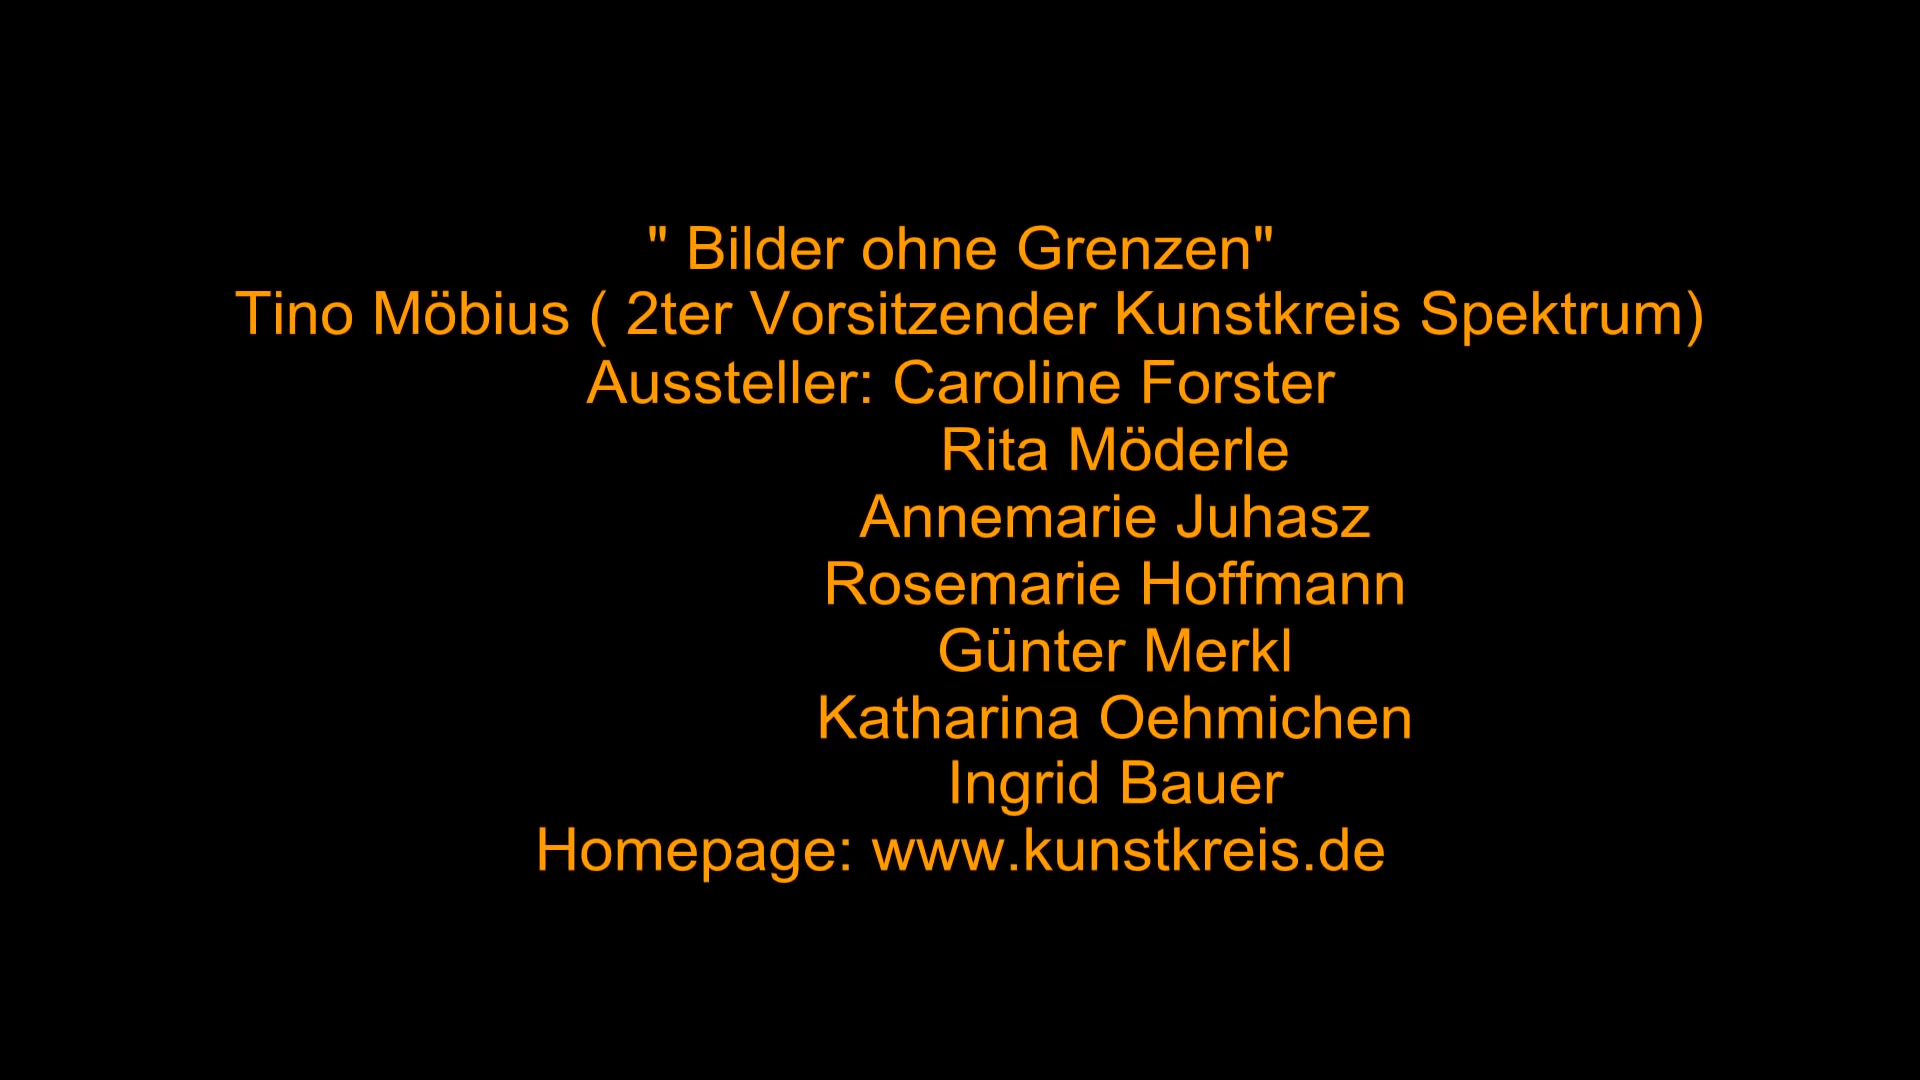 " Bilder ohne Grenzen"
Tino Möbius ( 2ter Vorsitzender Kunstkreis Spektrum)
Aussteller: Caroline Forster
Rita Möderle
Annemarie Juhasz
Rosemarie Hoffmann
Günter Merkl
Katharina Oehmichen
Ingrid Bauer
Homepage: www.kunstkreis.de